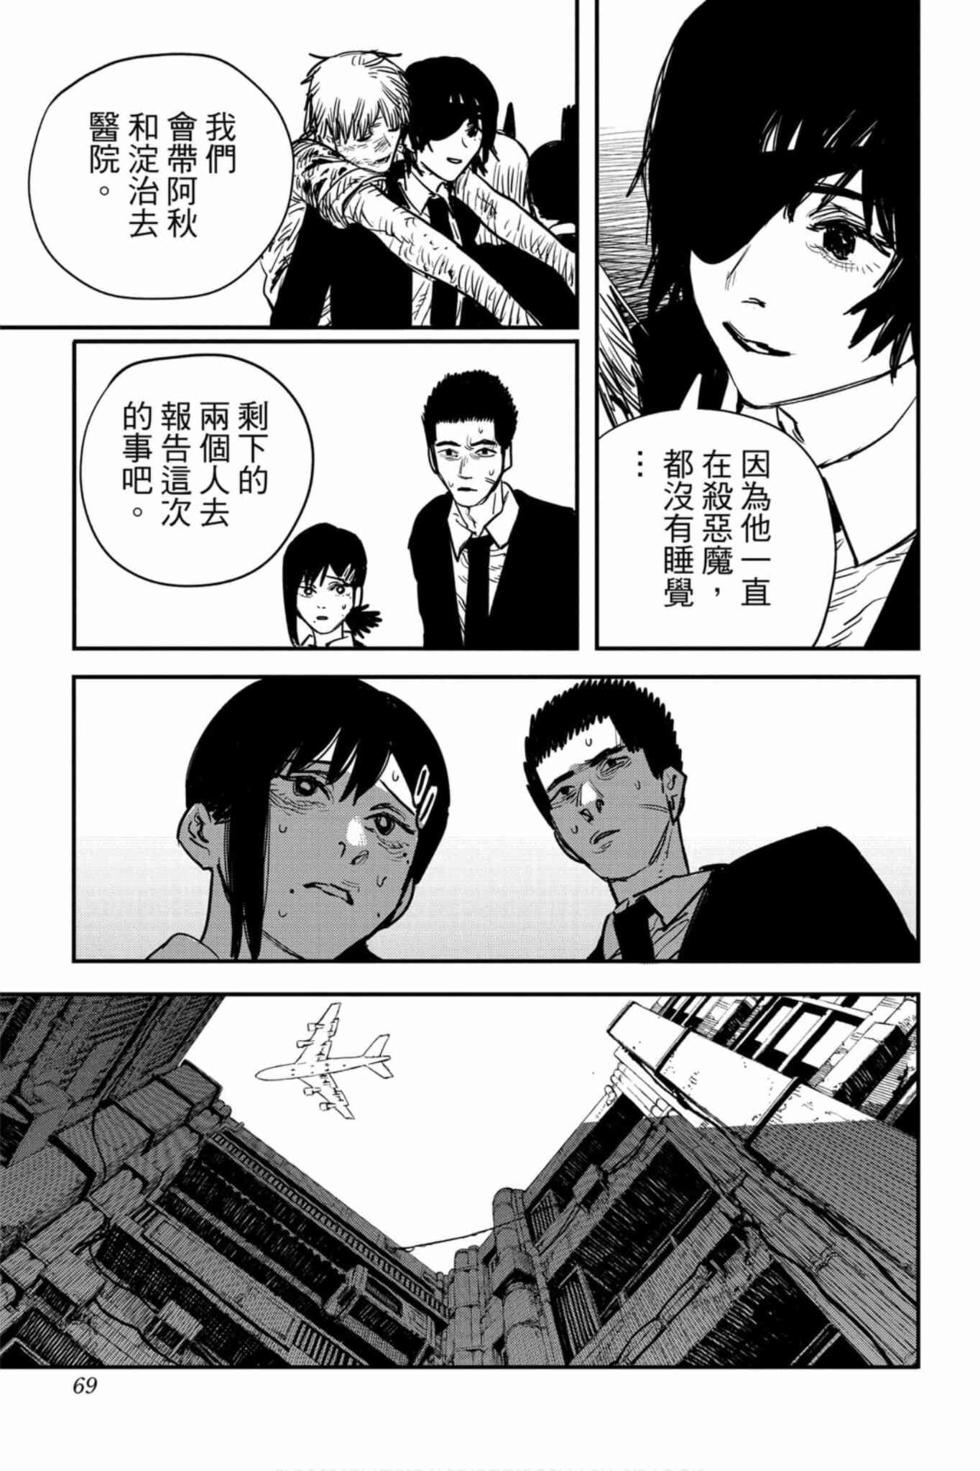 因為他一直
在殺惡魔，
都沒有睡覺
…
我們
會帶阿秋
和淀治去
醫院。
剩下的
兩個人去
報告這次
的事吧。
69